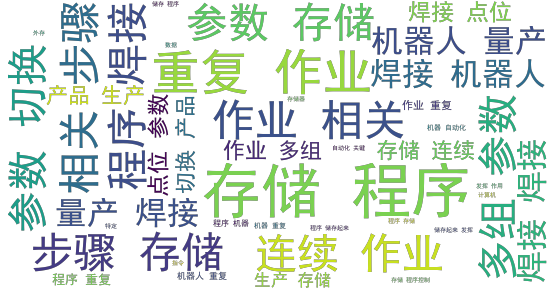 储存 程序
外存
切换
步骤
焊接
参数 存储
焊接 点位
机器人 量产
数据
重复 作业
焊接 机器人
产品 生产
存储器
参数
产品
作业 重复
作业 相关
机器 自动化
参数
相关
程序
点位
切换
作业 多组
自动化 关键
存储 连续
参数
焊接
存储 程序
发挥 作用
计算机
量产 焊接
特定
程序 机器
机器 重复
程序 储存起来
程序 存储
储存起来 发挥
多组
焊接
步骤 存储
连续 作业
指令
程序 重复
机器人 重复
生产 存储
存储 程序控制